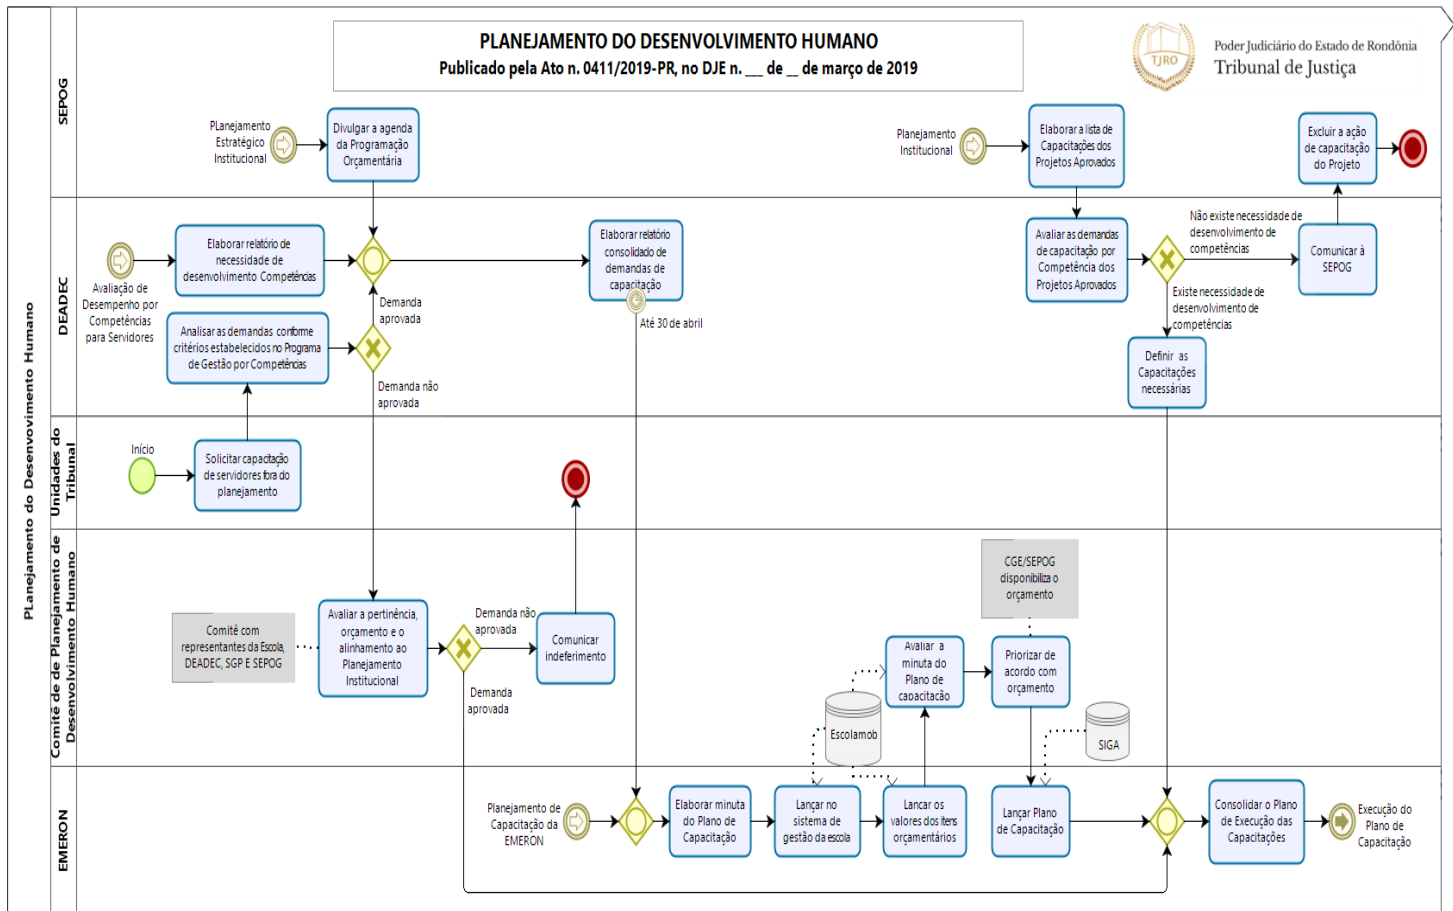 PLANEJAMENTO DO DESENVOLVIMENTO HUMANO
Publicado pela Ato n. 0411/2019-PR, no DJE n. ___ de __ de março de 2019
TJRO
Poder Judiciário do Estado de Rondônia
Tribunal de Justiça
PLanejamento do Desenvovimento Humano
SEPOG
Planejamento
Estratégico
Institucional
Divulgar a agenda
da Programação
Orçamentária
Planejamento
Institucional
Elaborar a lista de
Capacitações dos
Projetos Aprovados
Excluir a ação
de capacitação
do Projeto
DEADEC
Avaliação de
Desempenho por
Competências
para Servidores
Elaborar relatório de
necessidade de
desenvolvimento Competências
Analisar as demandas conforme
critérios estabelecidos no Programa
de Gestão por Competências
Demanda
aprovada
Demanda não
aprovada
Elaborar relatório
consolidado de
demandas de
capacitação
Até 30 de abril
Avaliar as demandas
de capacitação por
Competência dos
Projetos Aprovados
Não existe necessidade de
desenvolvimento de
competências
Existe necessidade de
desenvolvimento de
competências
Comunicar à
SEPOG
Definir as
Capacitações
necessárias
Unidades do
Tribunal
Início
Solicitar capacitação
de servidores fora do
planejamento
Comitê de de Planejamento de
Desenvolvimento Humano
Comitê com
representantes da Escola,
DEADEC, SGP E SEPOG
Avaliar a pertinência,
orçamento e o
alinhamento ao
Planejamento
Institucional
Demanda não
aprovada
Demanda
aprovada
Comunicar
indeferimento
Escolamob
Avaliar a
minuta do
Plano de
capacitação
CGE/SEPOG
disponibiliza o
orçamento
Priorizar de
acordo com
orçamento
SIGA
EMERON
Planejamento de
Capacitação da
EMERON
Elaborar minuta
do Plano de
Capacitação
Lançar no
sistema de
gestão da escola
Lancar os
valores dos itens
orçamentários
Lançar Plano
de Capacitação
Consolidar o Plano
de Execução das
Capacitações
Execução do
Plano de
Capacitação